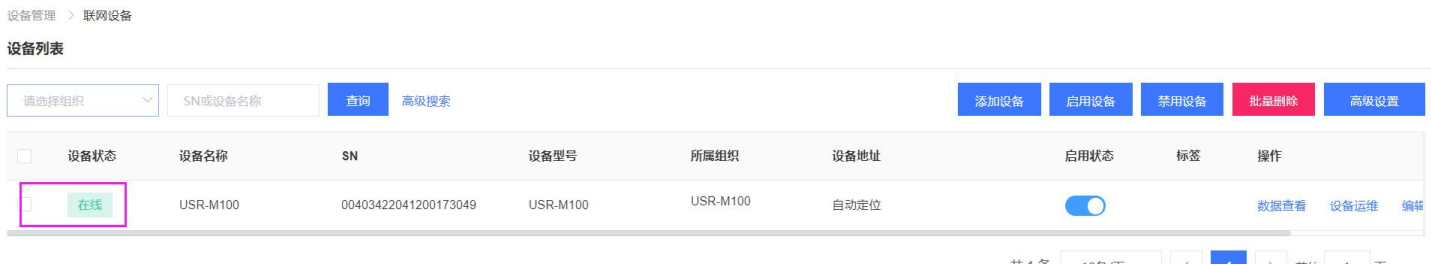 设备管理 > 联网设备
设备列表
请选择组织 SN或设备名称 查询 高级搜索 添加设备 启用设备 禁用设备 批量删除 高级设置
设备状态 设备名称 SN 设备型号 所属组织 设备地址 启用状态 标签 操作
在线 USR-M100 00403422041200173049 USR-M100 USR-M100 自动定位 数据查看 设备运维 编辑
1